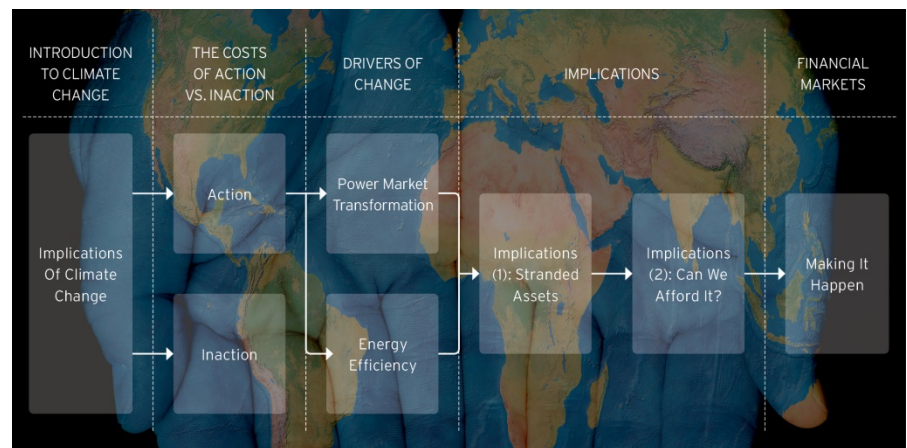 INTRODUCTION
TO CLIMATE
CHANGE
THE COSTS
OF ACTION
VS. INACTION
DRIVERS OF
CHANGE
IMPLICATIONS
FINANCIAL
MARKETS
Implications
Of Climate
Change
Action
Inaction
Power Market
Transformation
Energy
Efficiency
Implications
(1): Stranded
Assets
Implications
(2): Can We
Afford It?
Making It
Happen